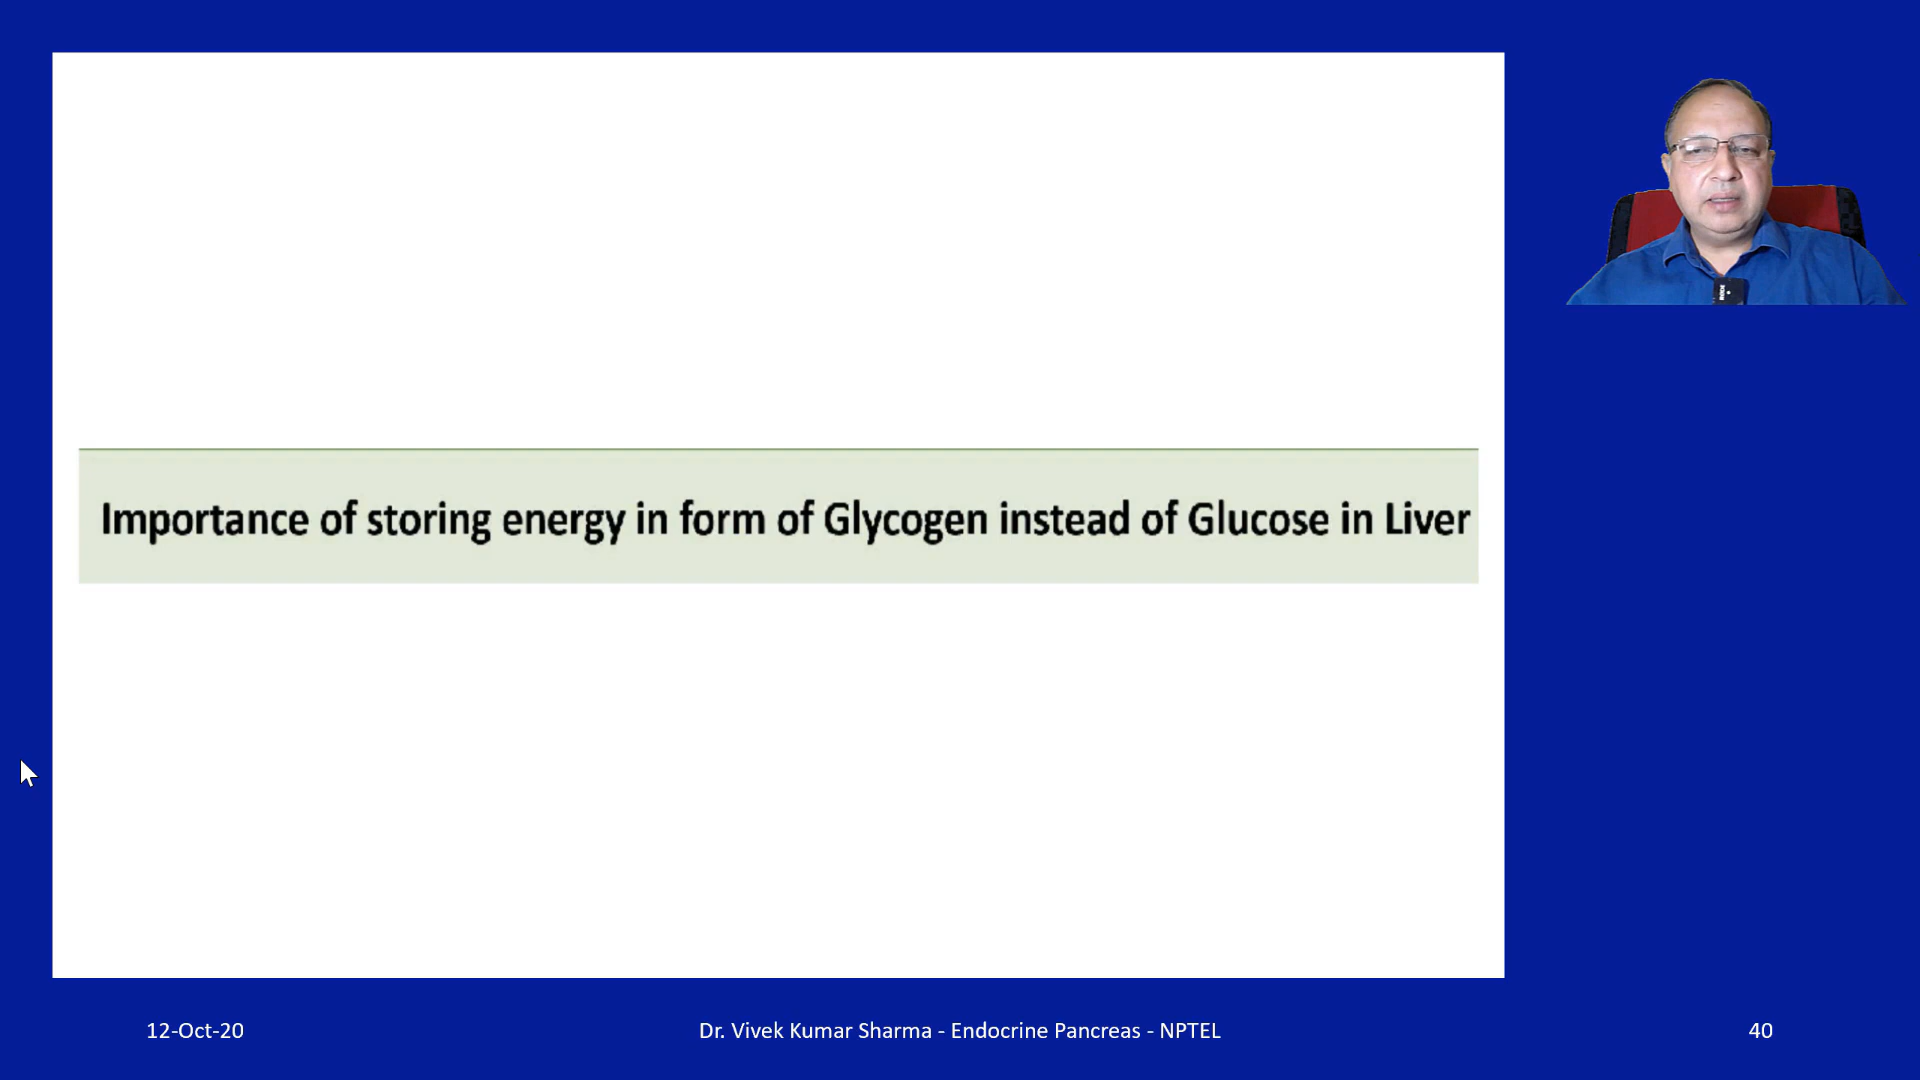 Importance of storing energy in form of Glycogen instead of Glucose in Liver
12-Oct-20
Dr. Vivek Kumar Sharma - Endocrine Pancreas - NPTEL
40